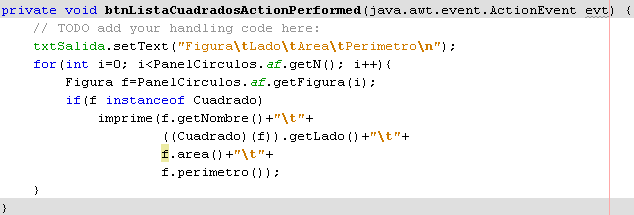 private void btnListaCuadradosActionPerformed(java.awt.event.ActionEvent evt) {
// TODO add your handling code here:
txtSalida.setText("Figura\tLado\tArea\tPerimetro\n");
for(int i=0; i<PanelCirculos.af.getN(); i++){
Figura f=PanelCirculos.af.getFigura(i);
if(f instanceof Cuadrado)
imprime(f.getNombre()+"\t"+
((Cuadrado)(f)).getLado()+"\t"+
f.area()+"\t"+
f.perimetro());
}
}